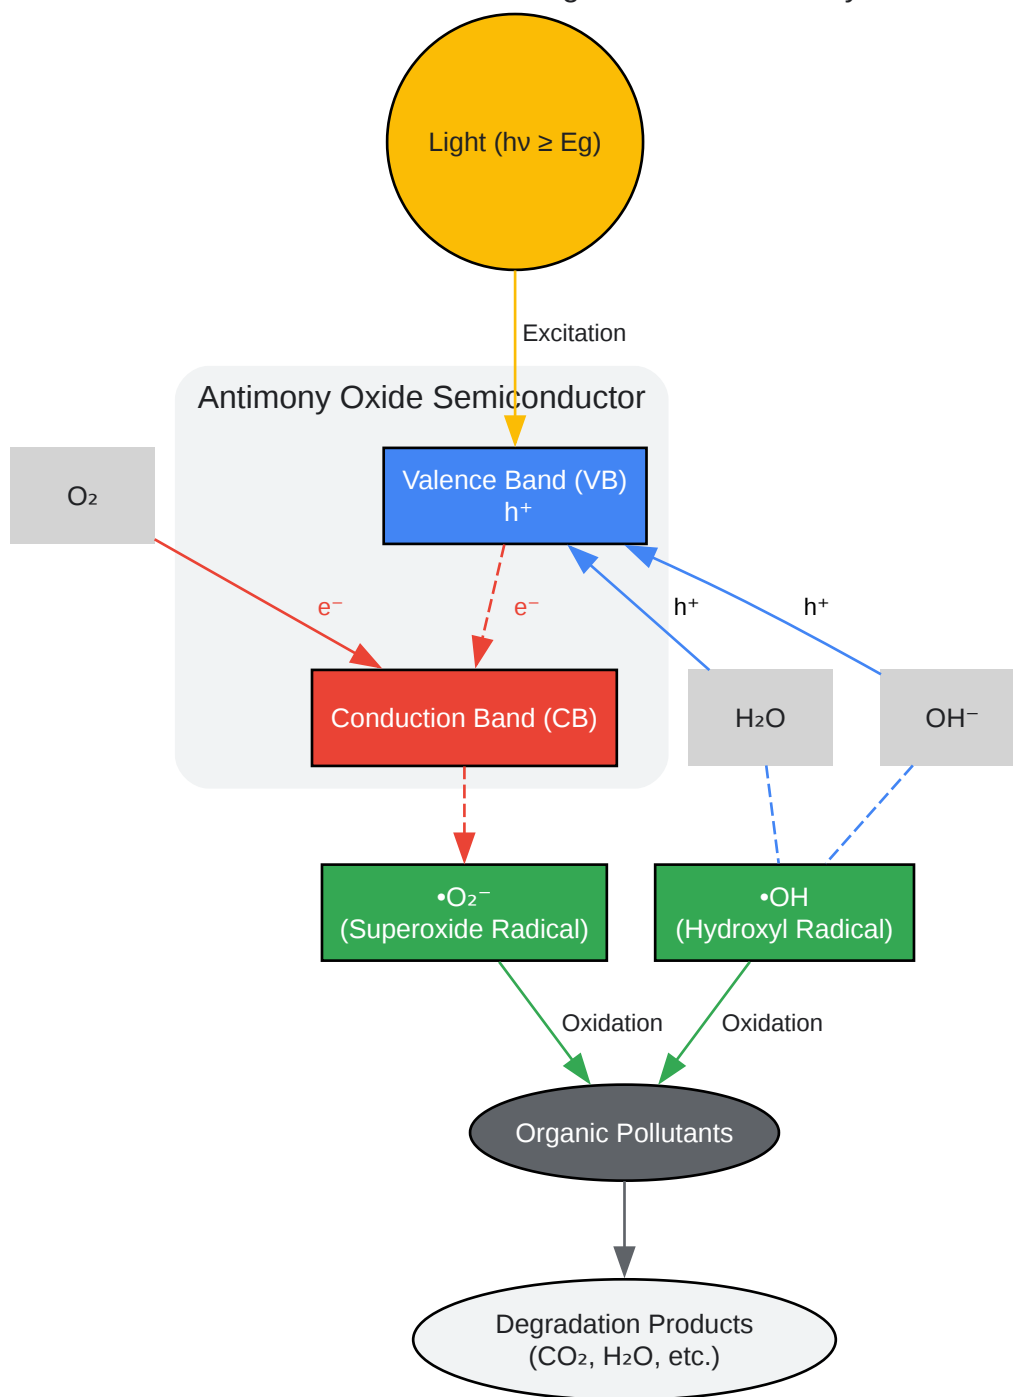 Light (hν ≥ Eg)
Excitation
Antimony Oxide Semiconductor
Valence Band (VB)
h⁺
O₂
e⁻
e⁻
h⁺
h⁺
Conduction Band (CB)
H₂O
OH⁻
•O₂⁻
(Superoxide Radical)
•OH
(Hydroxyl Radical)
Oxidation
Oxidation
Organic Pollutants
Degradation Products
(CO₂, H₂O, etc.)